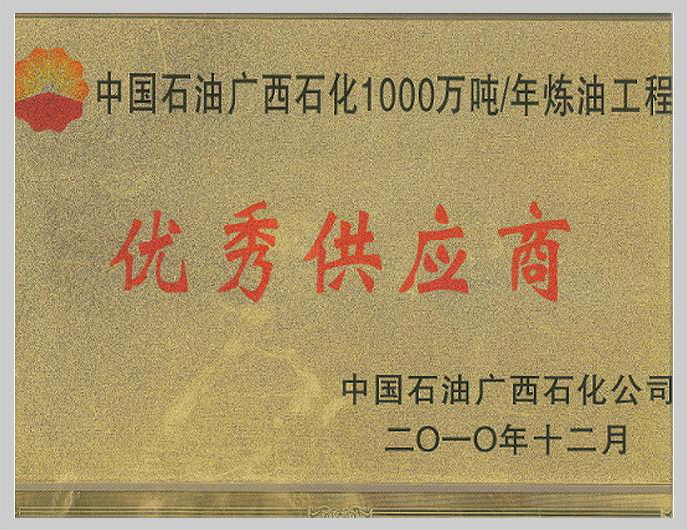 中国石油广西石化1000万吨/年炼油工程
优秀供应商
中国石油广西石化公司
二〇一〇年十二月